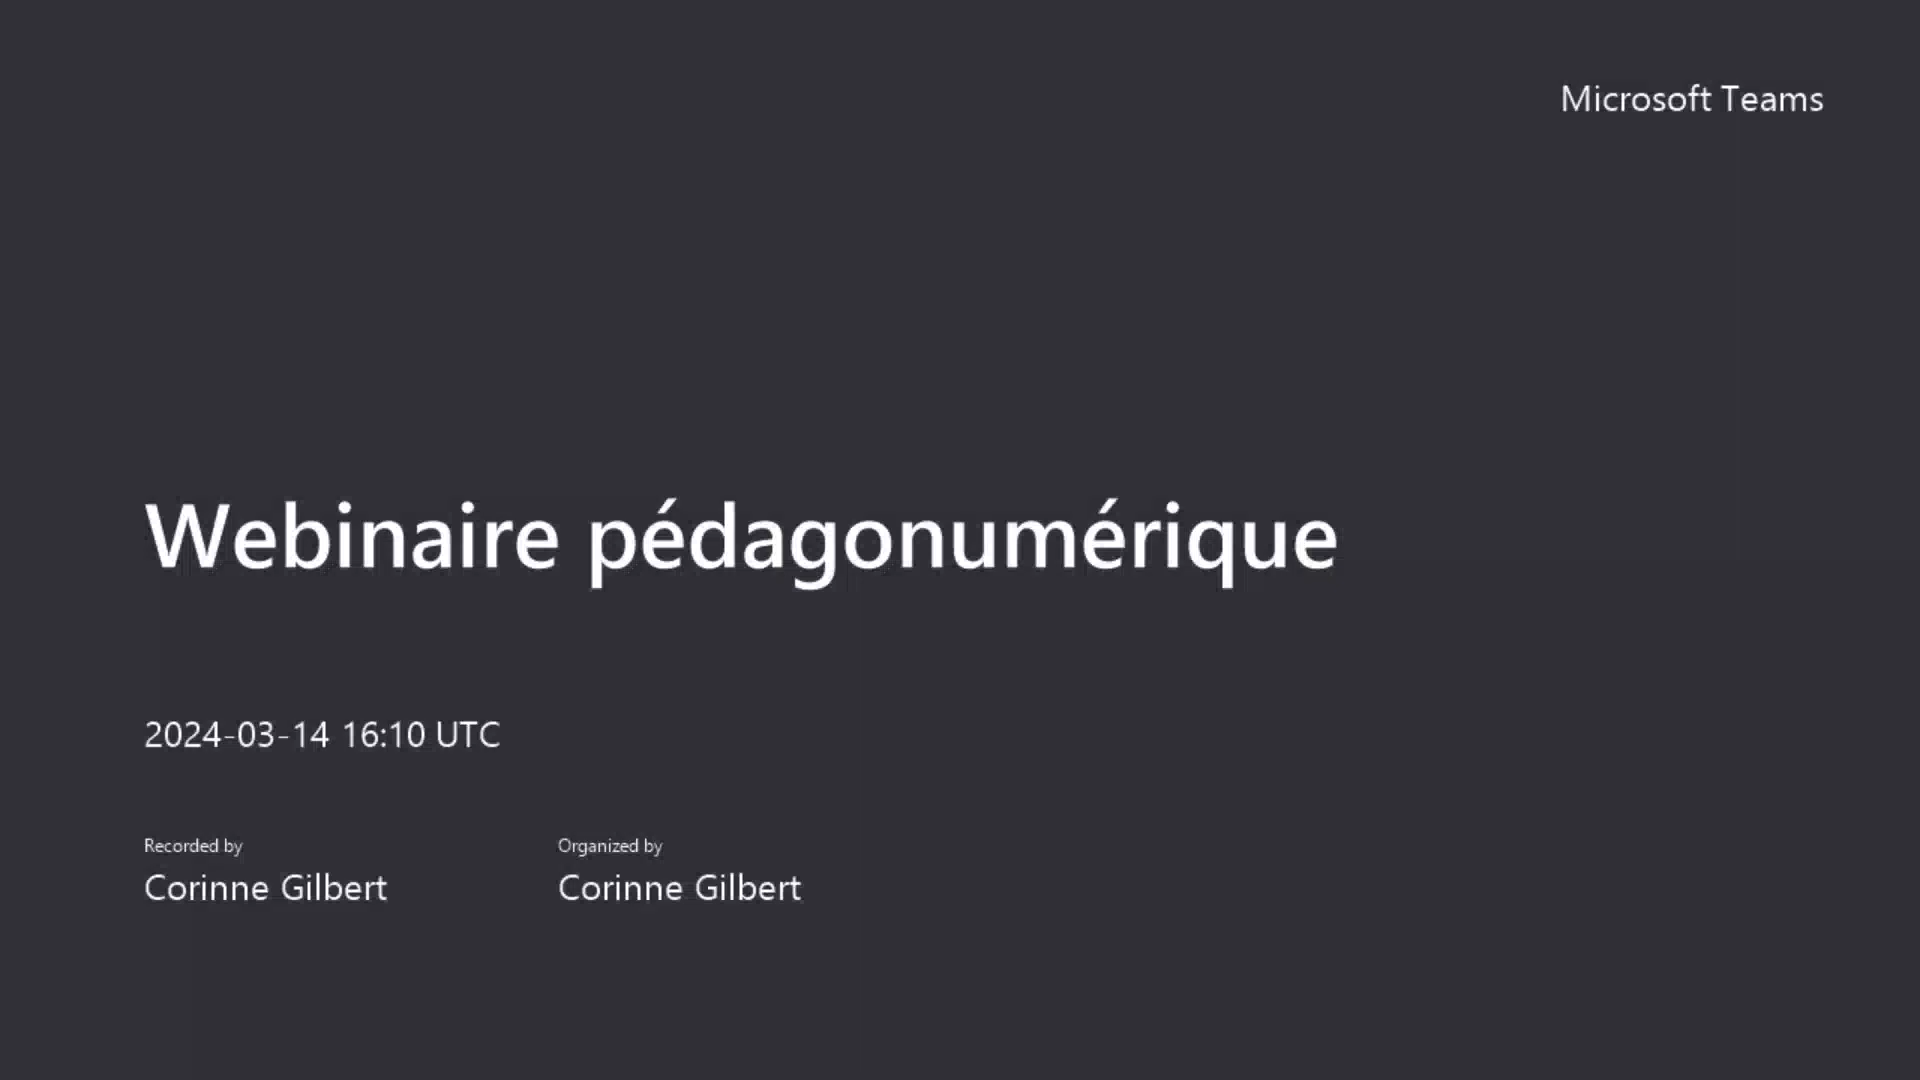 Microsoft Teams
Webinaire pédagonumérique
2024-03-14 16:10 UTC
Recorded by
Corinne Gilbert
Organized by
Corinne Gilbert